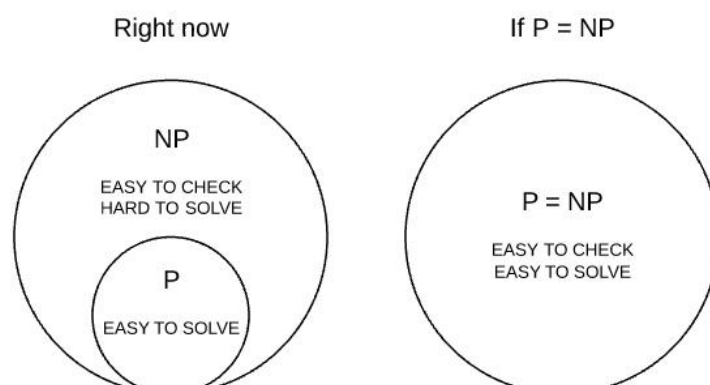 Right now
NP
EASY TO CHECK
HARD TO SOLVE
P
EASY TO SOLVE
If P = NP
P = NP
EASY TO CHECK
EASY TO SOLVE